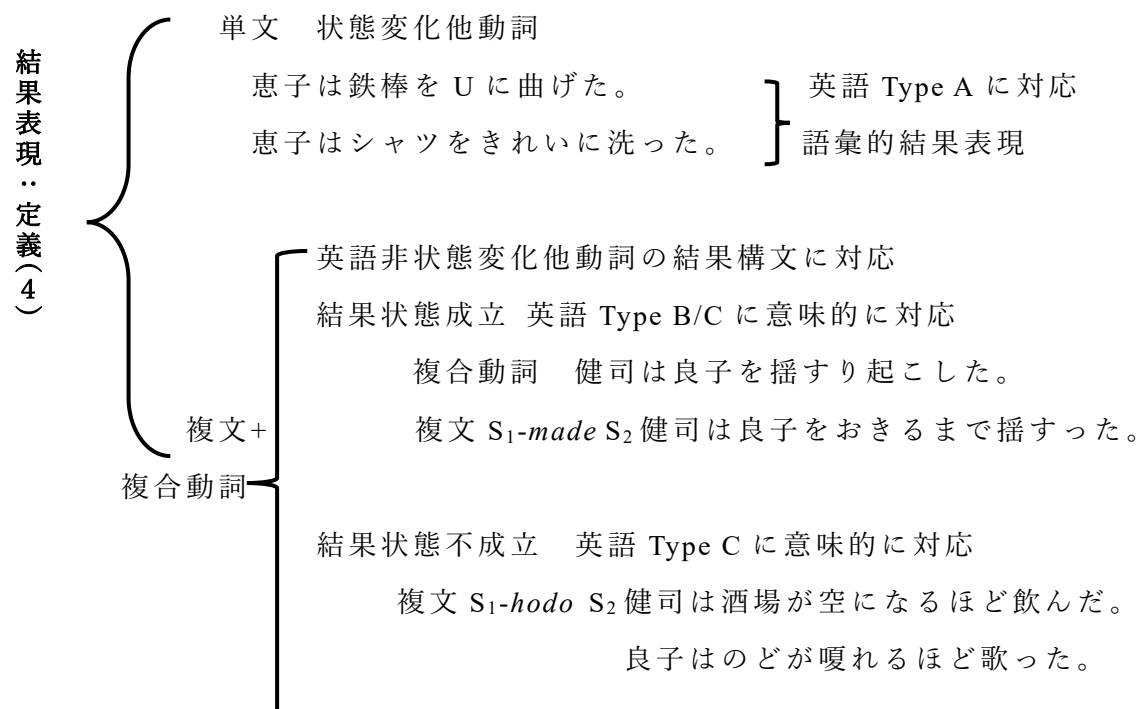 結果表現：定義(4)
単文　状態変化他動詞
恵子は鉄棒を U に曲げた。
英語 Type A に対応
恵子はシャツをきれいに洗った。
語彙的結果表現
複文+
複合動詞
英語非状態変化他動詞の結果構文に対応
結果状態成立 英語 Type B/C に意味的に対応
複合動詞　健司は良子を揺すり起こした。
複文 S₁-made S₂ 健司は良子をおきるまで揺すった。
結果状態不成立　英語 Type C に意味的に対応
複文 S₁-hodo S₂ 健司は酒場が空になるほど飲んだ。
良子はのどが嗄れるほど歌った。